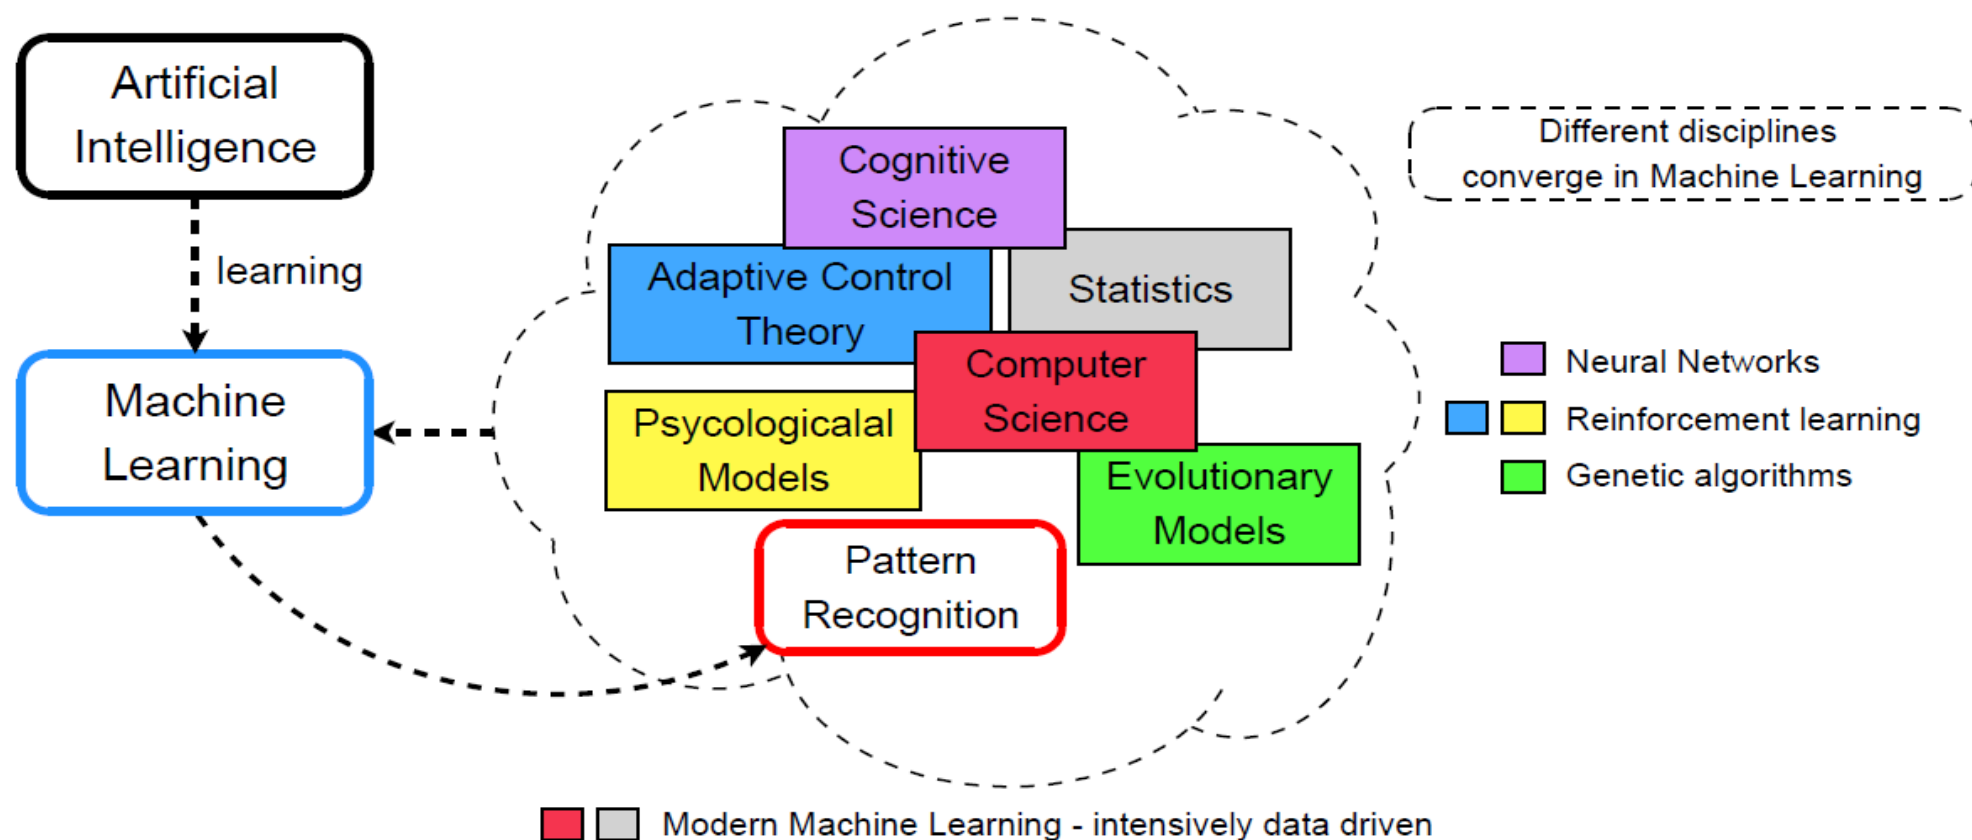 Artificial
Intelligence
learning
Machine
Learning
Cognitive
Science
Adaptive Control
Theory
Statistics
Computer
Science
Psycologicalal
Models
Evolutionary
Models
Pattern
Recognition
Different disciplines
converge in Machine Learning
Neural Networks
Reinforcement learning
Genetic algorithms
Modern Machine Learning - intensively data driven